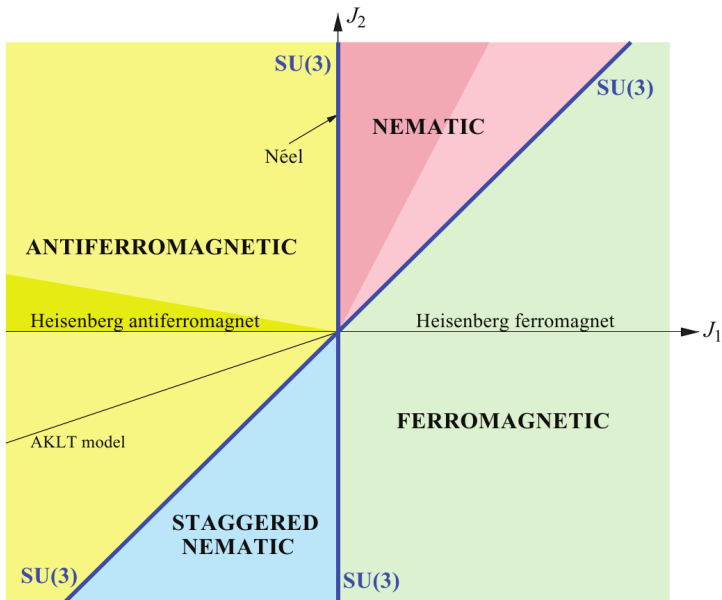 J2
SU(3)
SU(3)
NEMATIC
Néel
ANTIFERROMAGNETIC
Heisenberg antiferromagnet
Heisenberg ferromagnet
J1
FERROMAGNETIC
AKLT model
STAGGERED
NEMATIC
SU(3)
SU(3)